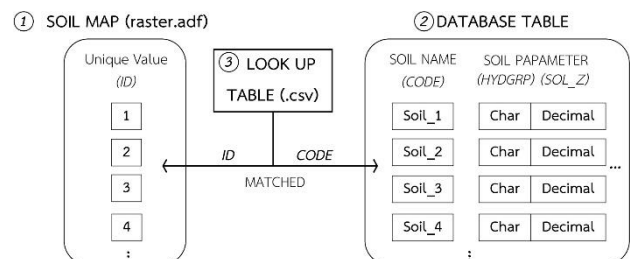 ① SOIL MAP (raster.adf)
② DATABASE TABLE
Unique Value
(ID)
1
2
3
4
⋮
③ LOOK UP
TABLE (.csv)
ID CODE
MATCHED
SOIL NAME SOIL PAPAMETER
(CODE) (HYDGRP) (SOL_Z)
Soil_1 Char Decimal
Soil_2 Char Decimal
...
Soil_3 Char Decimal
Soil_4 Char Decimal
⋮